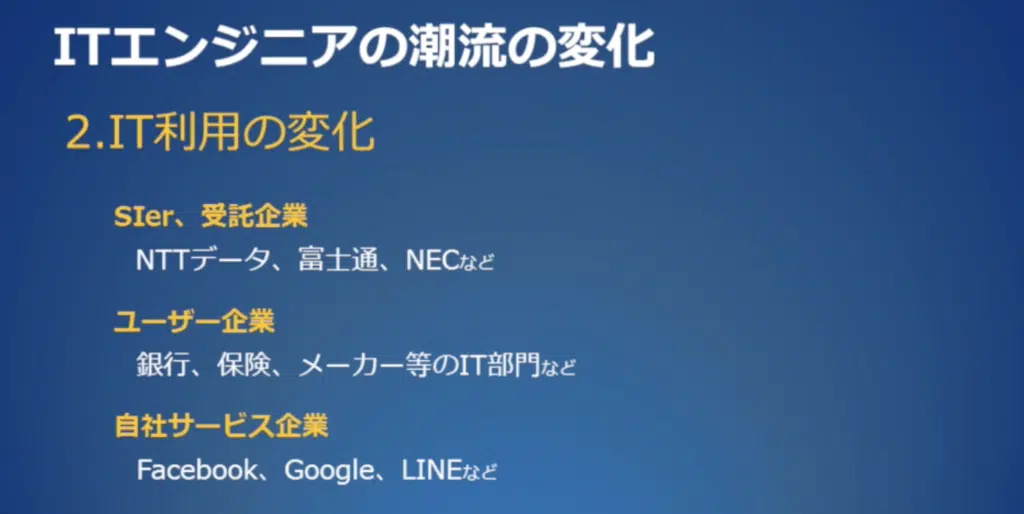 ITエンジニアの潮流の変化
2.IT利用の変化
SIer、受託企業
NTTデータ、富士通、NECなど
ユーザー企業
銀行、保険、メーカー等のIT部門など
自社サービス企業
Facebook、Google、LINEなど